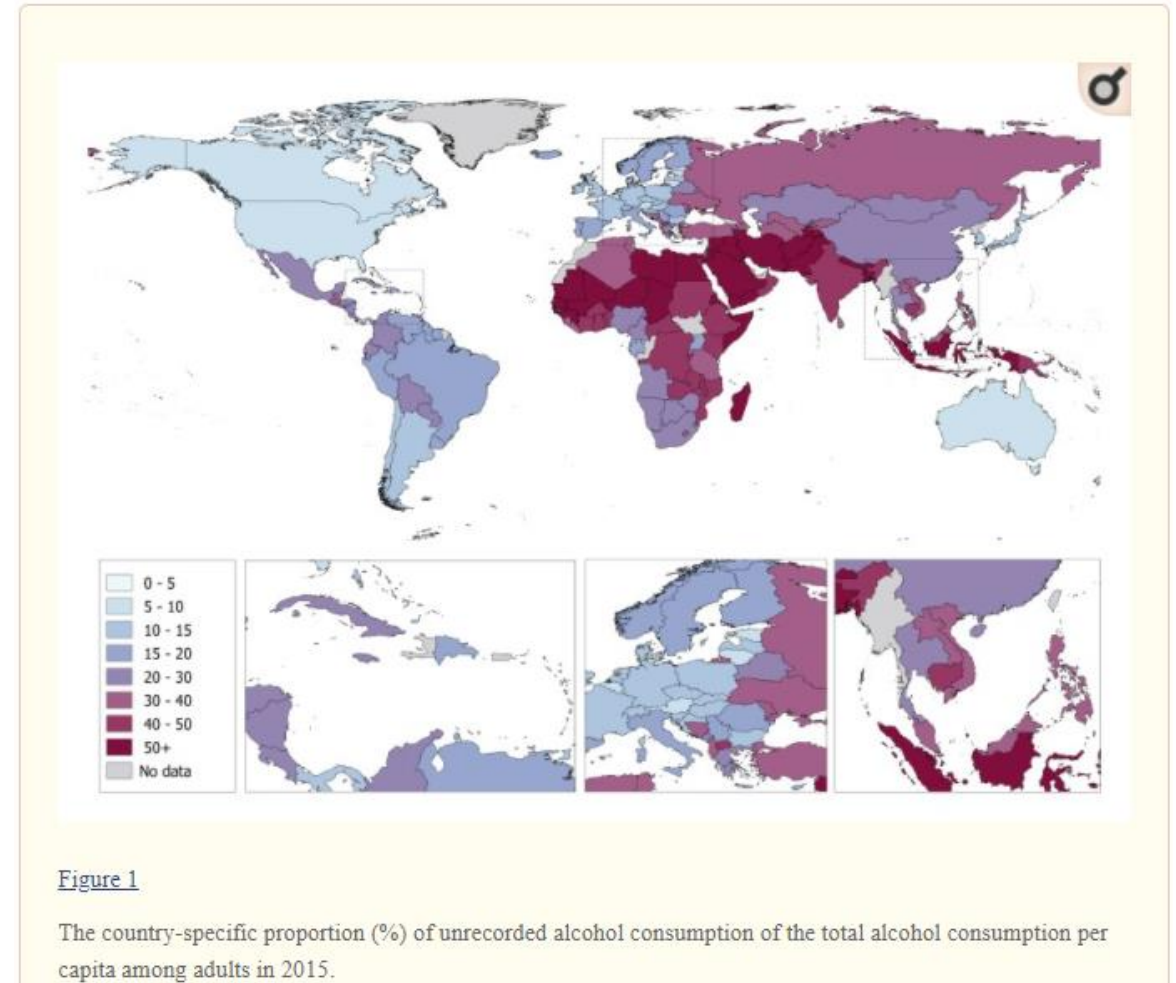 0 - 5
5 - 10
10 - 15
15 - 20
20 - 30
30 - 40
40 - 50
50+
No data
Figure 1
The country-specific proportion (%) of unrecorded alcohol consumption of the total alcohol consumption per
capita among adults in 2015.